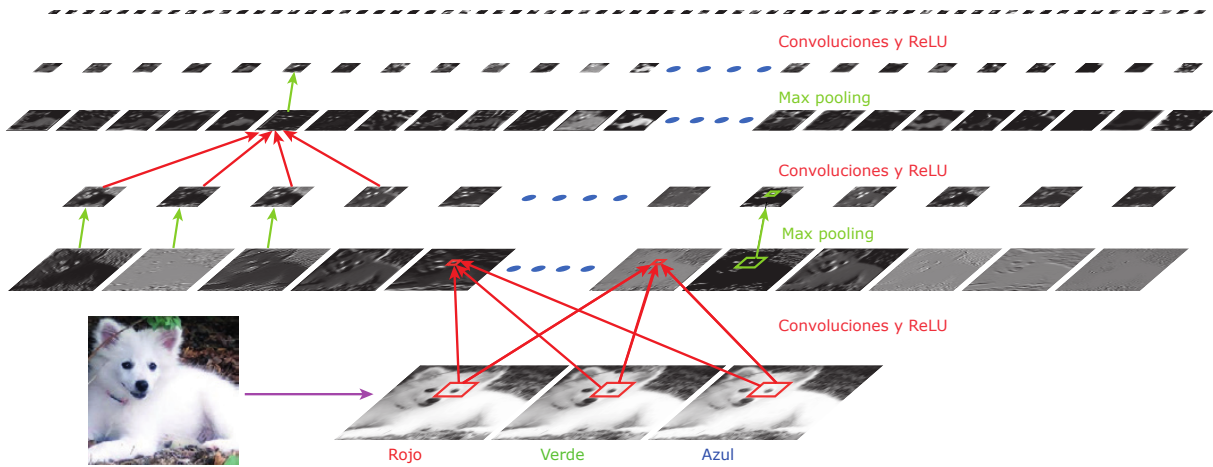 Convoluciones y ReLU
Max pooling
Convoluciones y ReLU
Max pooling
Convoluciones y ReLU
Rojo
Verde
Azul